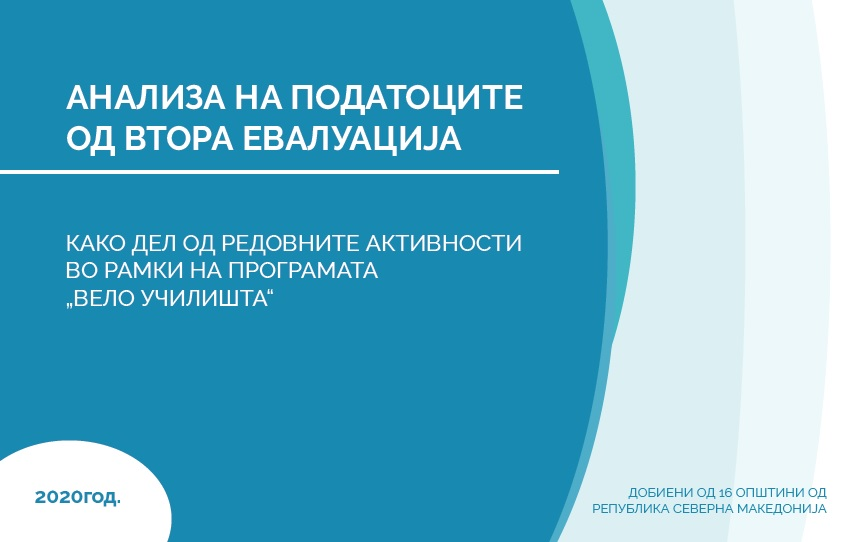 АНАЛИЗА НА ПОДАТОЦИТЕ
ОД ВТОРА ЕВАЛУАЦИЈА
КАКО ДЕЛ ОД РЕДОВНИТЕ АКТИВНОСТИ
ВО РАМКИ НА ПРОГРАМАТА
„ВЕЛО УЧИЛИШТА“
2020год.
ДОБИЕНИ ОД 16 ОПШТИНИ ОД
РЕПУБЛИКА СЕВЕРНА МАКЕДОНИЈА